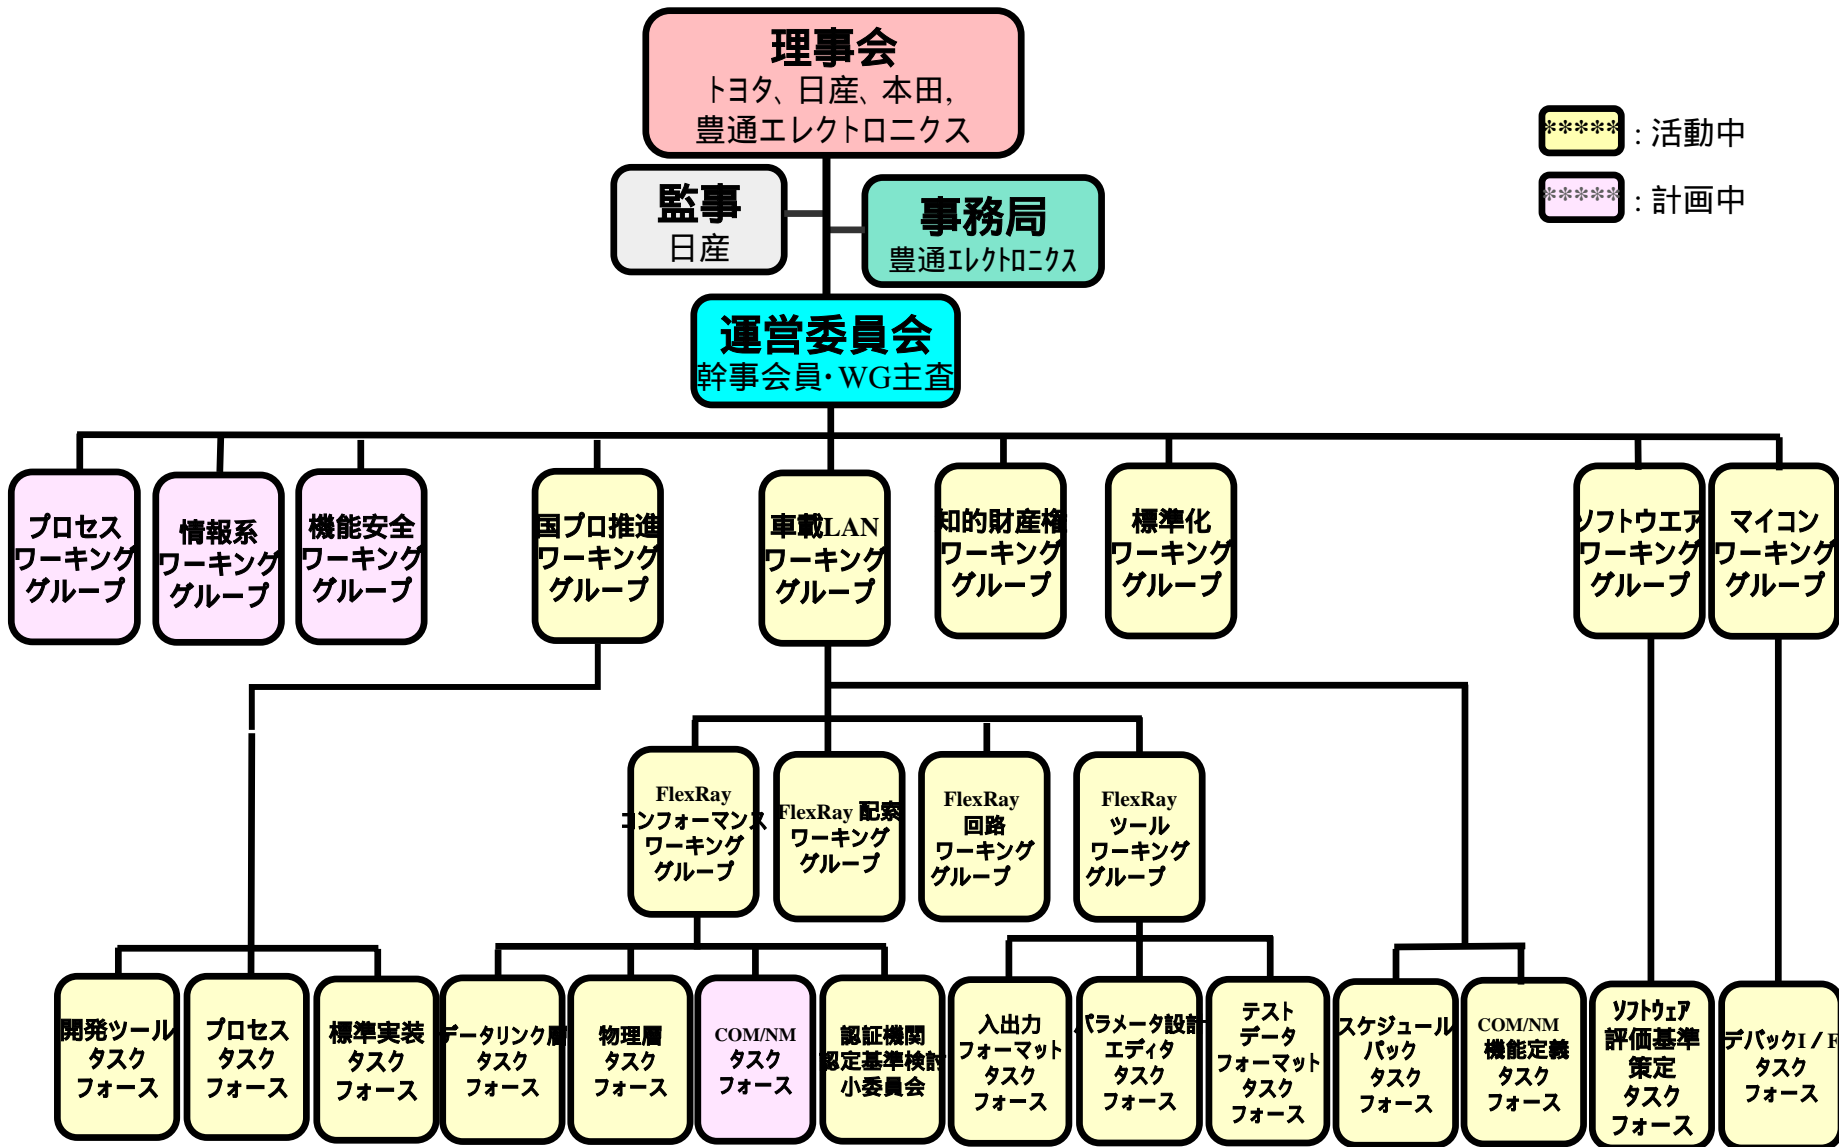 理事会
トヨタ、日産、本田,
豊通エレクトロニクス
***** : 活動中
***** : 計画中
監事
日産
事務局
豊通ｴﾚｸﾄﾛﾆｸｽ
運営委員会
幹事会員・WG主査
プロセス
ワーキング
グループ
情報系
ワーキング
グループ
機能安全
ワーキング
グループ
国プロ推進
ワーキング
グループ
車載LAN
ワーキング
グループ
知的財産権
ワーキング
グループ
標準化
ワーキング
グループ
ソフトウエア
ワーキング
グループ
マイコン
ワーキング
グループ
FlexRay
コンフォーマンス
ワーキング
グループ
FlexRay 配索
ワーキング
グループ
FlexRay
回路
ワーキング
グループ
FlexRay
ツール
ワーキング
グループ
開発ツール
タスク
フォース
プロセス
タスク
フォース
標準実装
タスク
フォース
データリンク層
タスク
フォース
物理層
タスク
フォース
COM/NM
タスク
フォース
認証機関
認定基準検討
小委員会
入出力
フォーマット
タスク
フォース
パラメータ設計
エディタ
タスク
フォース
テスト
データ
フォーマット
タスク
フォース
スケジュール
パック
タスク
フォース
COM/NM
機能定義
タスク
フォース
ｿﾌﾄｳｪｱ
評価基準
策定
タスク
フォース
デバックI / F
タスク
フォース